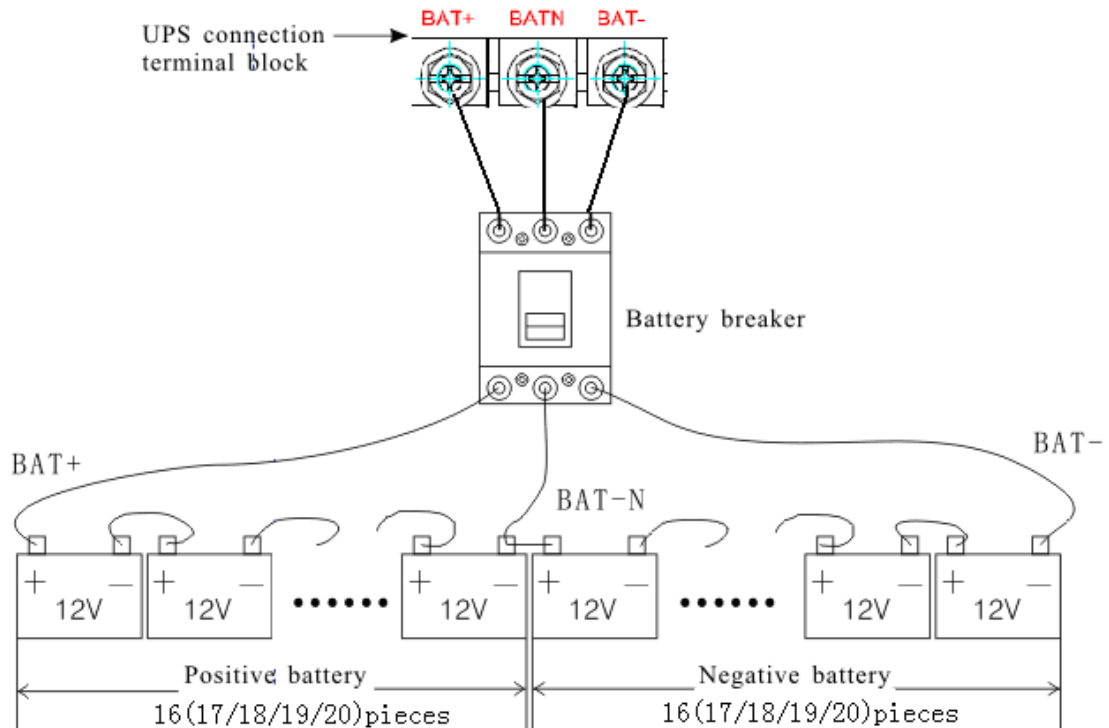 BAT+ BATN BAT-
UPS connection
terminal block
Battery breaker
BAT+
BAT-
BAT-N
+ — + — + — + — + — + —
12V 12V 12V 12V 12V 12V
Positive battery
Negative battery
16(17/18/19/20)pieces
16(17/18/19/20)pieces